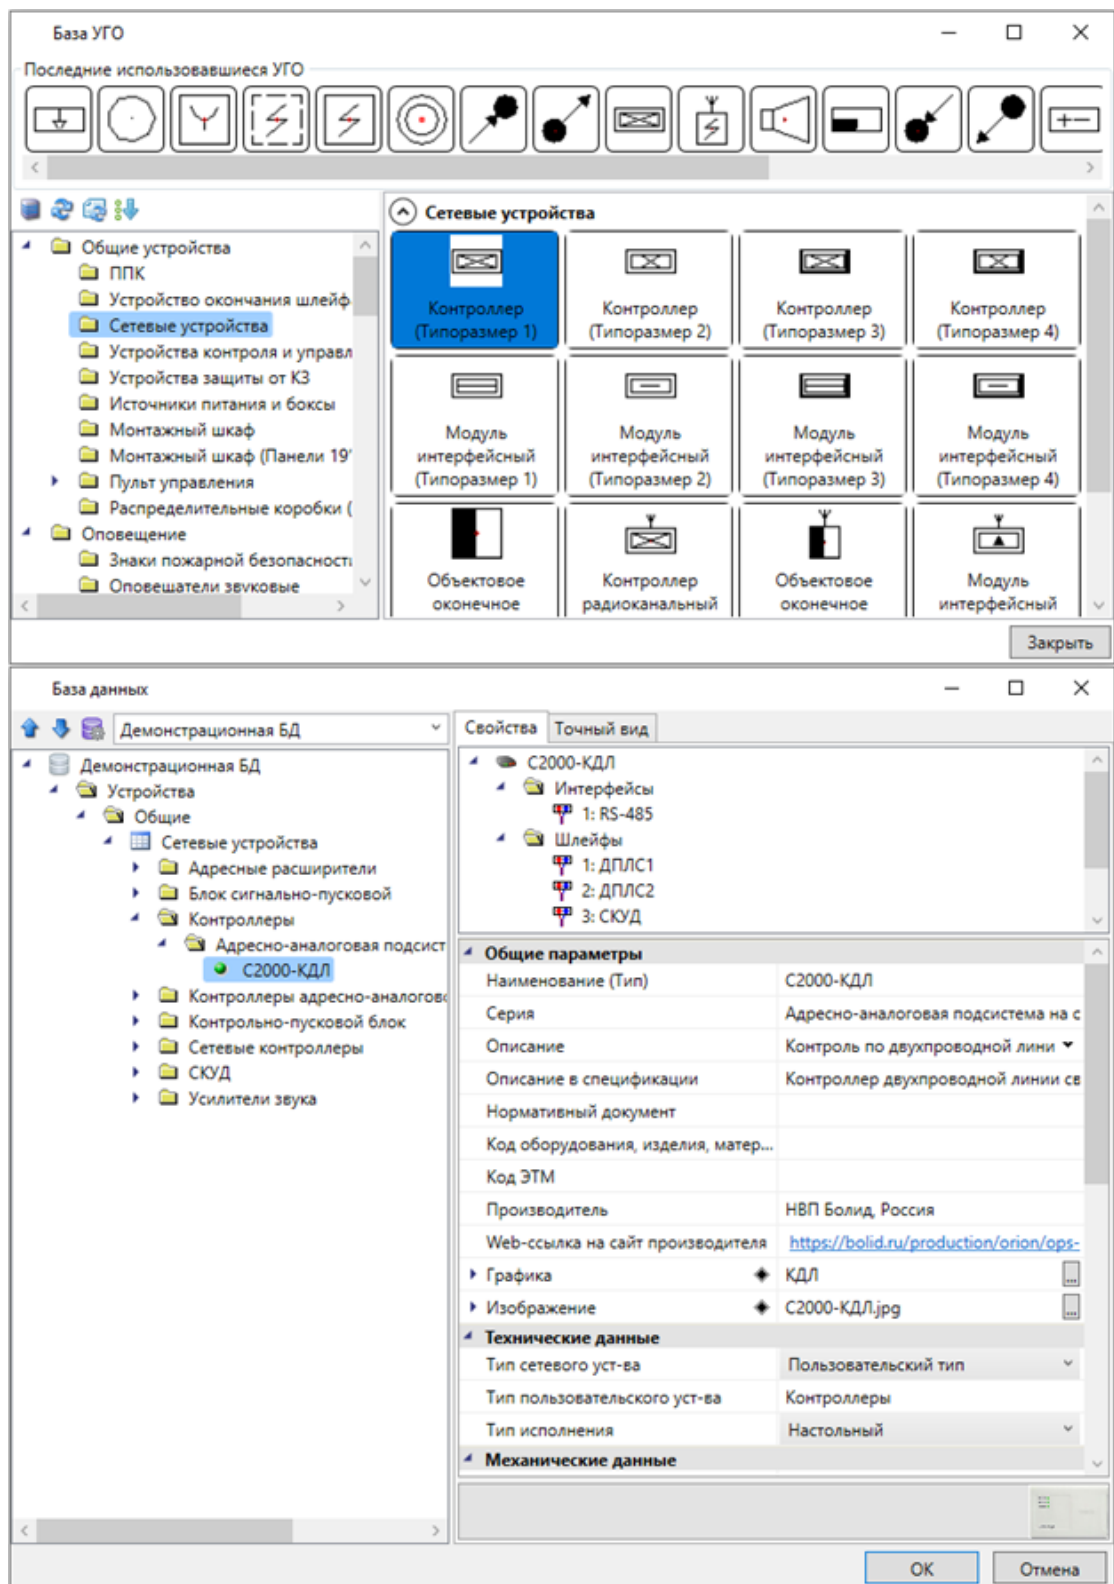 База УГО
Последние использовавшиеся УГО
Общие устройства
ППК
Устройство окончания шлейф
Сетевые устройства
Устройства контроля и управл
Устройства защиты от КЗ
Источники питания и боксы
Монтажный шкаф
Монтажный шкаф (Панели 19"
Пульт управления
Распределительные коробки (
Оповещение
Знаки пожарной безопасност
Оповещатели звуковые
Сетевые устройства
Контроллер (Типоразмер 1)
Контроллер (Типоразмер 2)
Контроллер (Типоразмер 3)
Контроллер (Типоразмер 4)
Модуль интерфейсный (Типоразмер 1)
Модуль интерфейсный (Типоразмер 2)
Модуль интерфейсный (Типоразмер 3)
Модуль интерфейсный (Типоразмер 4)
Объектовое оконечное
Контроллер радиоканальный
Объектовое оконечное
Модуль интерфейсный
Закрыть
База данных
Демонстрационная БД
Демонстрационная БД
Устройства
Общие
Сетевые устройства
Адресные расширители
Блок сигнально-пусковой
Контроллеры
Адресно-аналоговая подсист
С2000-КДЛ
Контроллеры адресно-аналогов
Контрольно-пусковой блок
Сетевые контроллеры
СКУД
Усилители звука
Свойства Точный вид
С2000-КДЛ
Интерфейсы
1: RS-485
Шлейфы
1: ДПЛС1
2: ДПЛС2
3: СКУД
Общие параметры
Наименование (Тип) С2000-КДЛ
Серия Адресно-аналоговая подсистема на с
Описание Контроль по двухпроводной лини
Описание в спецификации Контроллер двухпроводной линии св
Нормативный документ
Код оборудования, изделия, матер...
Код ЭТМ
Производитель НВП Болид, Россия
Web-ссылка на сайт производителя https://bolid.ru/production/orion/ops-
Графика КДЛ ...
Изображение С2000-КДЛ.jpg ...
Технические данные
Тип сетевого уст-ва Пользовательский тип
Тип пользовательского уст-ва Контроллеры
Тип исполнения Настольный
Механические данные
ОК Отмена